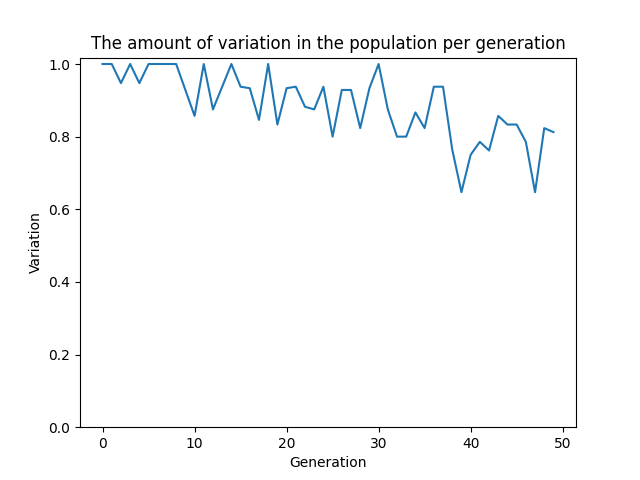 The amount of variation in the population per generation
1.0
0.8
0.6
0.4
0.2
0.0
Variation
0 10 20 30 40 50
Generation